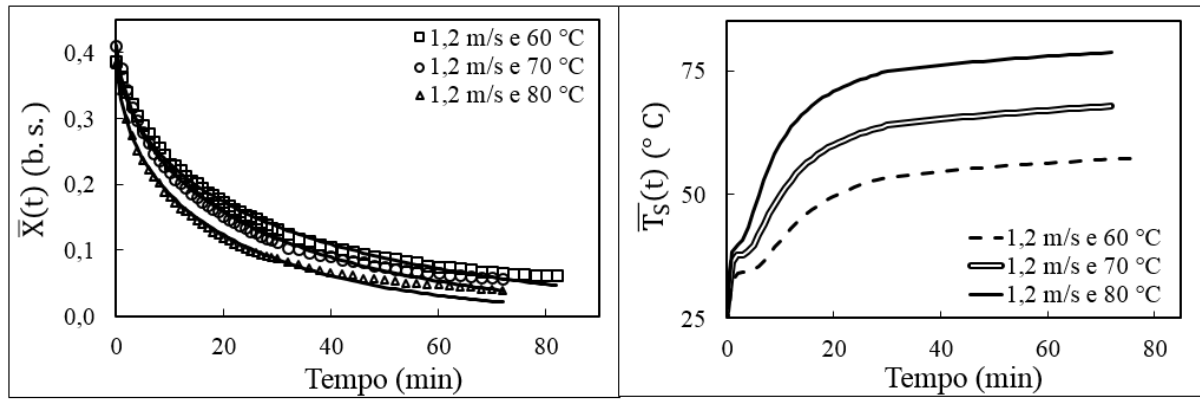 0,4
0,3
0,2
0,1
0,0
X̅(t) (b. s.)
1,2 m/s e 60 °C
1,2 m/s e 70 °C
1,2 m/s e 80 °C
0 20 40 60 80
Tempo (min)
75
50
25
T̅s(t) (° C)
1,2 m/s e 60 °C
1,2 m/s e 70 °C
1,2 m/s e 80 °C
0 20 40 60 80
Tempo (min)